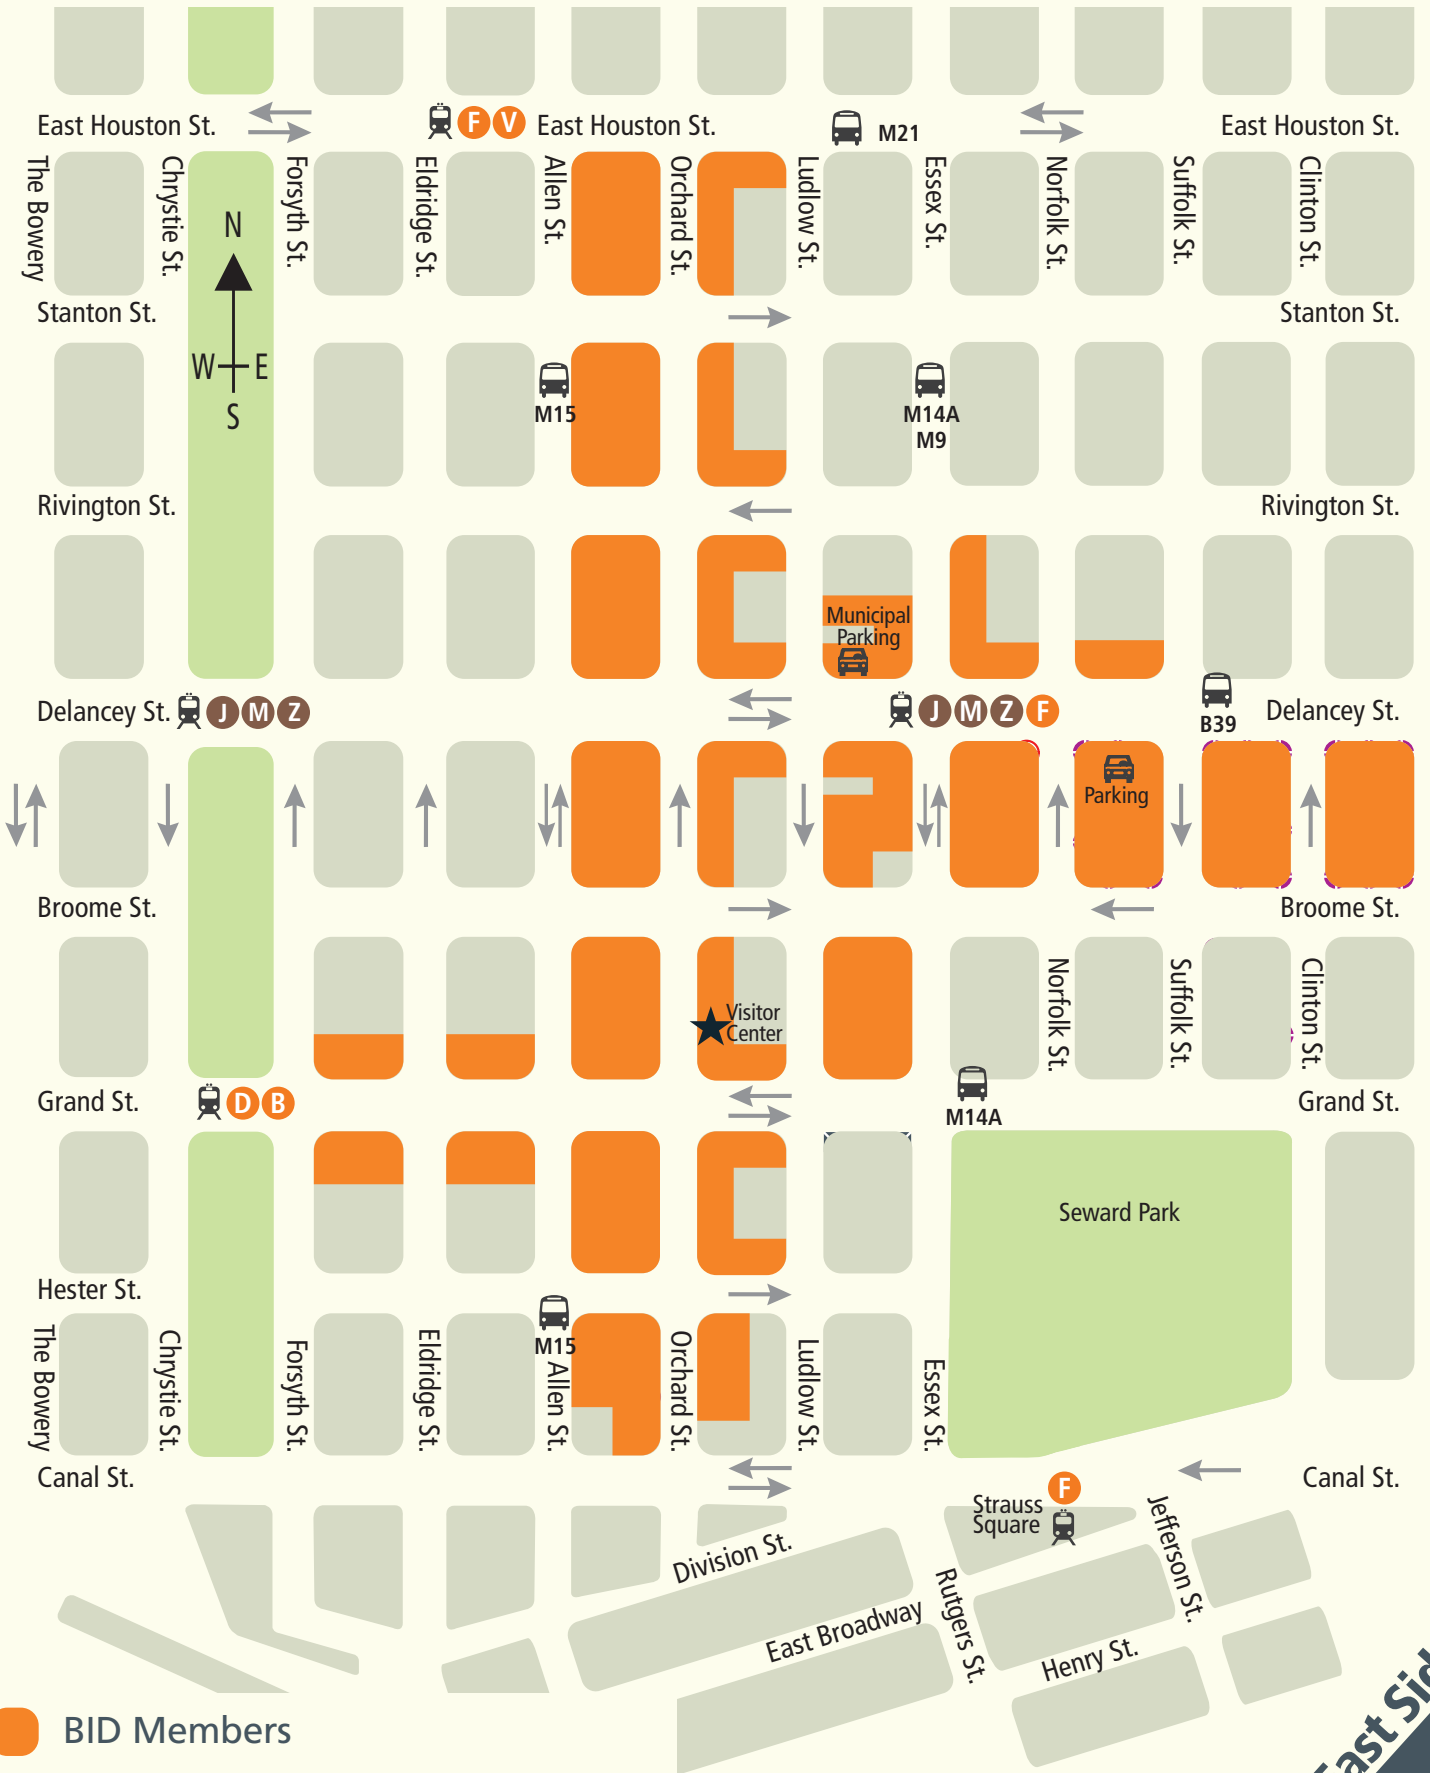 East Houston St.
F V
East Houston St.
M21
East Houston St.
The Bowery
Chrystie St.
Forsyth St.
Eldridge St.
Allen St.
Orchard St.
Ludlow St.
Essex St.
Norfolk St.
Suffolk St.
Clinton St.
N
W E
S
Stanton St.
Stanton St.
M15
M14A
M9
Rivington St.
Rivington St.
Municipal
Parking
Delancey St.
J M Z
J M Z F
B39
Delancey St.
Parking
Broome St.
Broome St.
Visitor
Center
Norfolk St.
Suffolk St.
Clinton St.
Grand St.
D B
M14A
Grand St.
Seward Park
Hester St.
M15
The Bowery
Chrystie St.
Forsyth St.
Eldridge St.
Allen St.
Orchard St.
Ludlow St.
Essex St.
Canal St.
Canal St.
F
Strauss
Square
Division St.
East Broadway
Rutgers St.
Jefferson St.
Henry St.
BID Members
East Sid